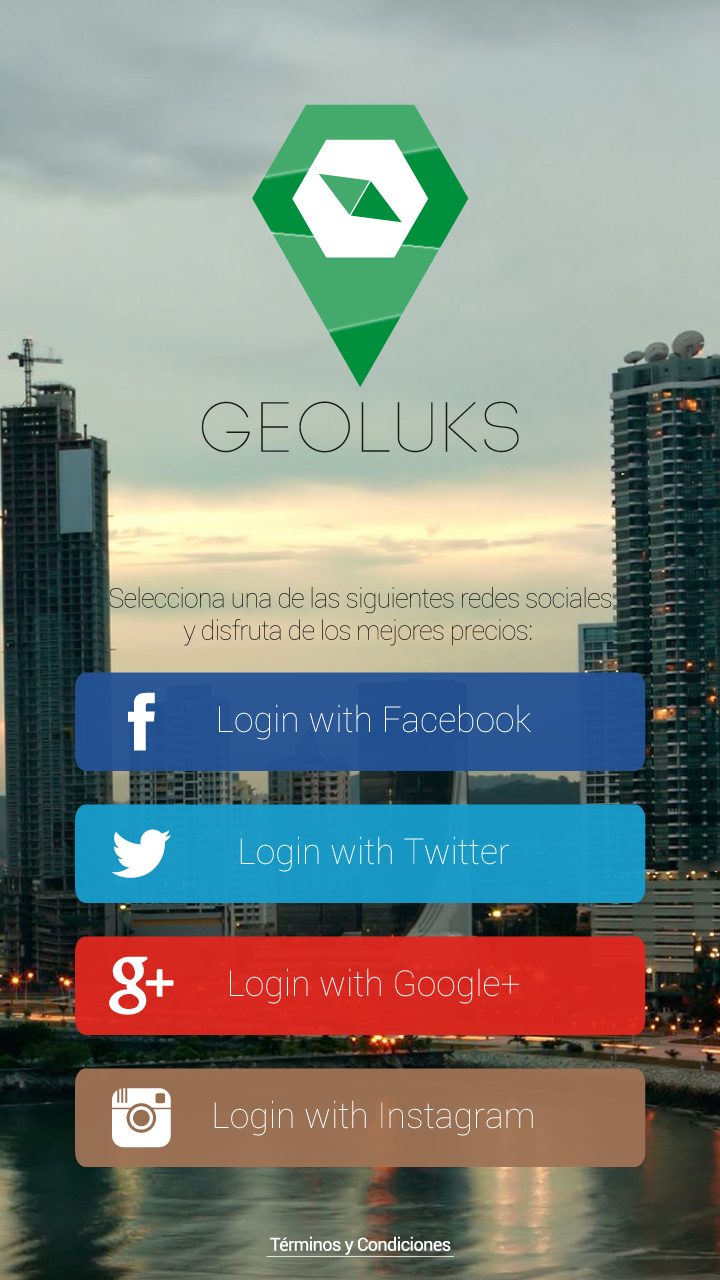 GEOLUKS
Selecciona una de las siguientes redes sociales
y disfruta de los mejores precios:
Login with Facebook
Login with Twitter
Login with Google+
Login with Instagram
Términos y Condiciones